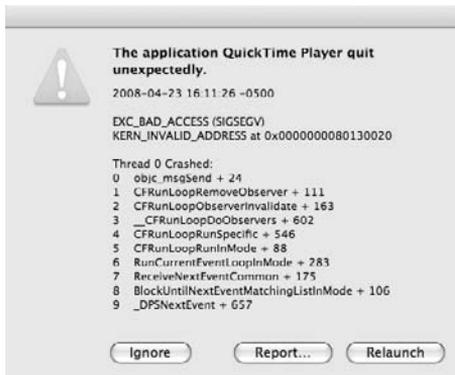 The application QuickTime Player quit
unexpectedly.
2008-04-23 16:11:26 -0500
EXC_BAD_ACCESS (SIGSEGV)
KERN_INVALID_ADDRESS at 0x0000000080130020
Thread 0 Crashed:
0 objc_msgSend + 24
1 CFRunLoopRemoveObserver + 111
2 CFRunLoopObserverInvalidate + 163
3 __CFRunLoopDoObservers + 602
4 CFRunLoopRunSpecific + 546
5 CFRunLoopRunInMode + 88
6 RunCurrentEventLoopInMode + 283
7 ReceiveNextEventCommon + 175
8 BlockUntilNextEventMatchingListInMode + 106
9 _DPSNextEvent + 657
Ignore Report... Relaunch